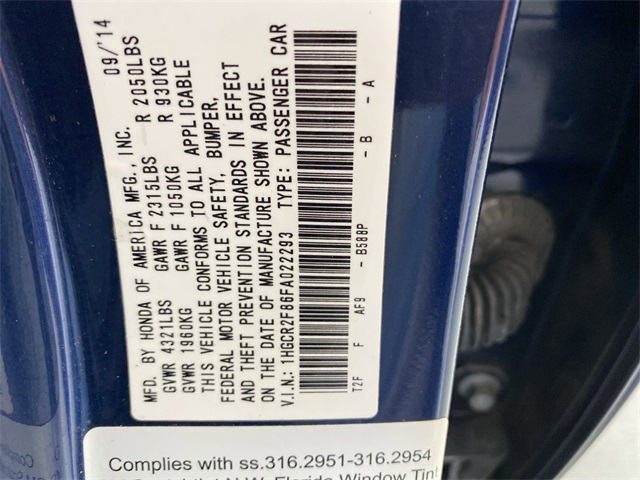 MFD. BY HONDA OF AMERICA MFG., INC. 09/'14
GVWR 4321LBS GAWR F 2315LBS R 2050LBS
GVWR 1960KG GAWR F 1050KG R 930KG
THIS VEHICLE CONFORMS TO ALL APPLICABLE
FEDERAL MOTOR VEHICLE SAFETY, BUMPER,
AND THEFT PREVENTION STANDARDS IN EFFECT
ON THE DATE OF MANUFACTURE SHOWN ABOVE.
V.I.N.: 1HGCR2F86FA022293 TYPE: PASSENGER CAR
T2F F AF9 - B588P - B - A
Complies with ss.316.2951-316.2954
N.W. Florida Window Tint